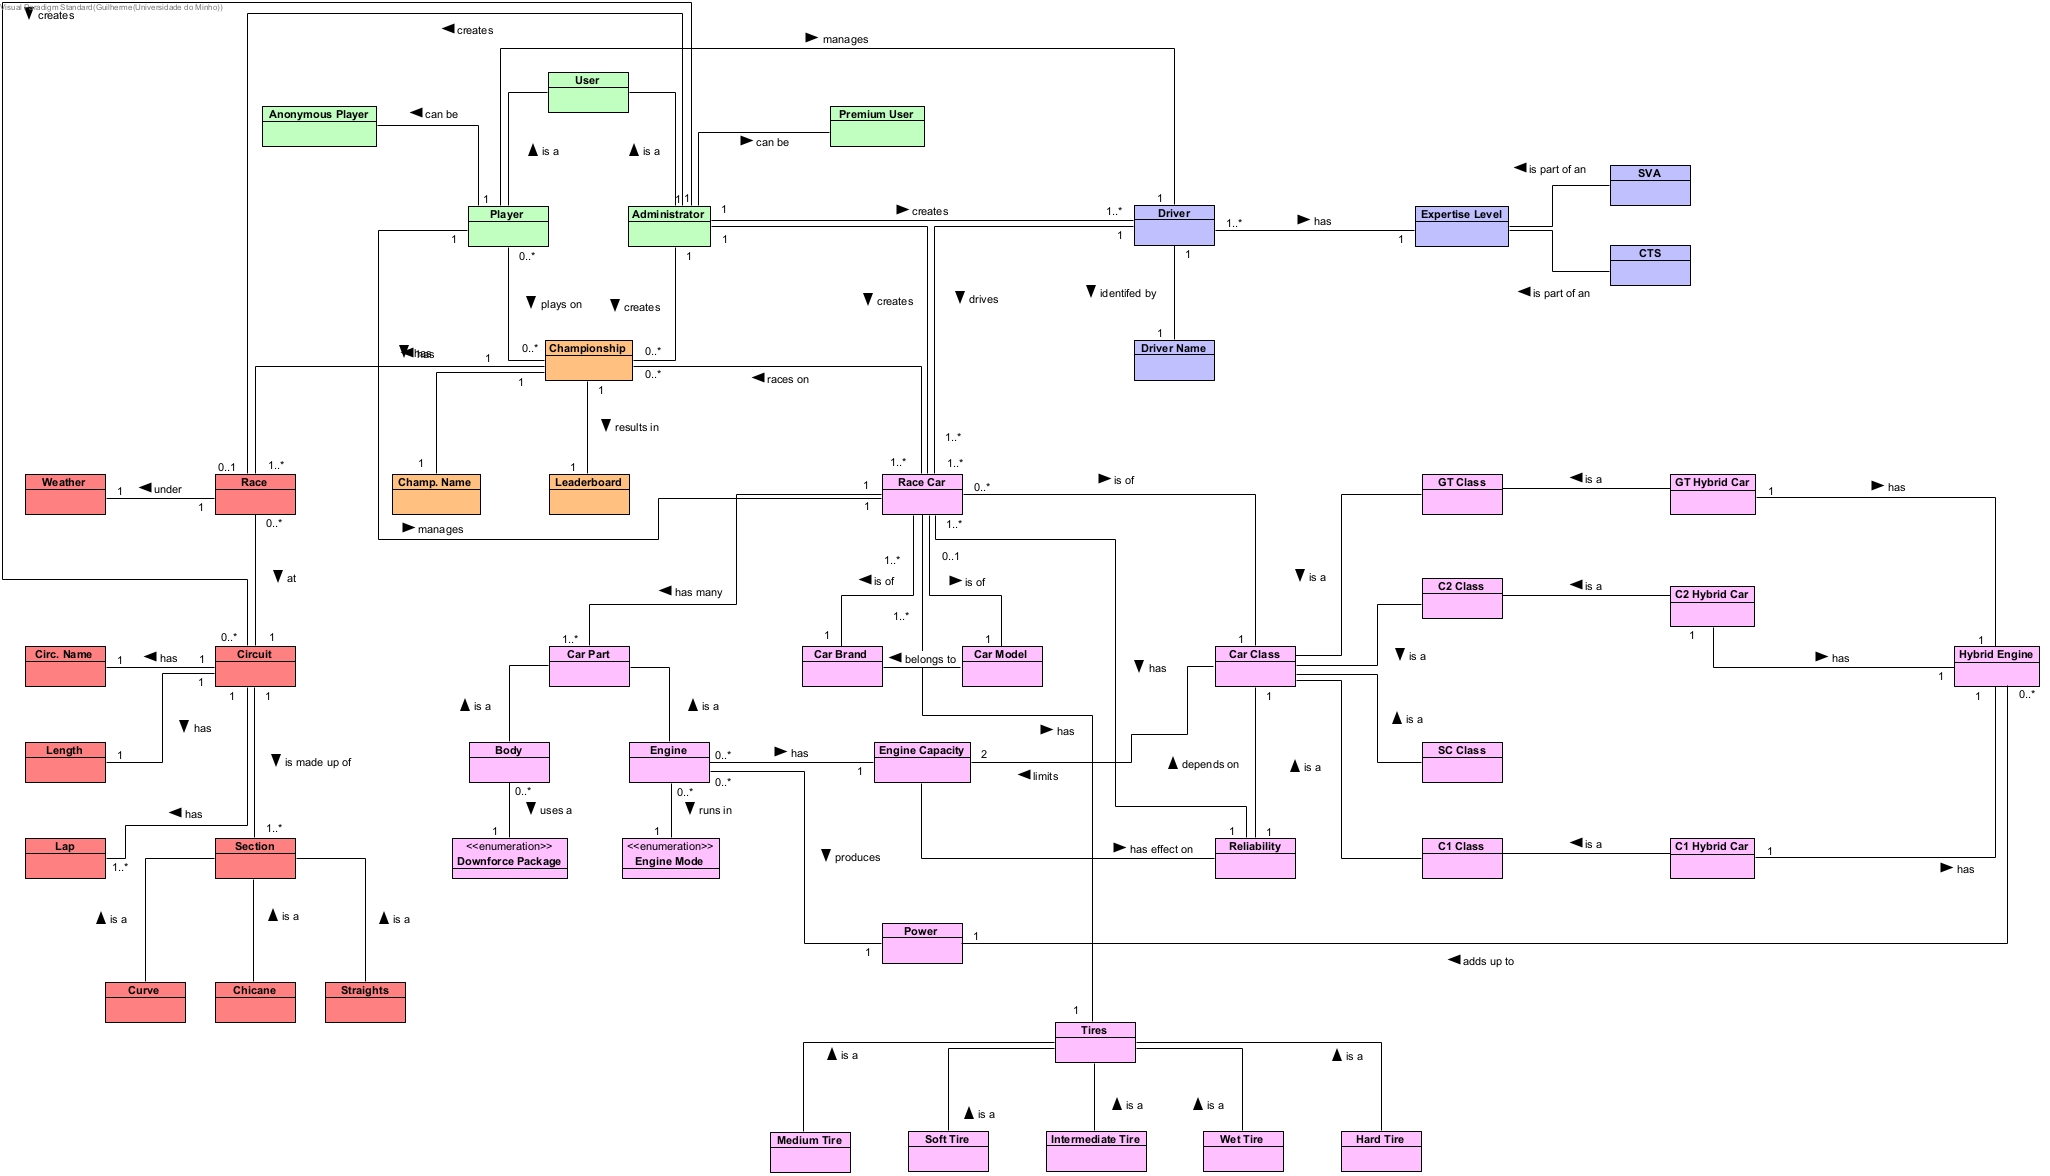 Visual Paradigm Standard(Guilherme(Universidade do Minho))
creates
creates
manages
User
Anonymous Player
can be
Premium User
can be
is a
is a
is part of an
SVA
1
1
1
1
Player
Administrator
1
creates
1..*
Driver
1..*
has
Expertise Level
1
0..*
1
1
1
1
1
CTS
is part of an
plays on
creates
creates
drives
identifed by
1
Driver Name
has
has
1
0..*
Championship
0..*
1
1
0..*
races on
results in
1..*
0..1
1..*
1
1
1..*
1..*
Weather
1
under
1
Race
0..*
Champ. Name
Leaderboard
1
1
Race Car
0..*
1..*
is of
GT Class
is a
GT Hybrid Car
1
has
manages
at
1..*
0..1
is of
is of
has many
is a
C2 Class
is a
C2 Hybrid Car
1
0..*
1
1..*
1..*
1
1
1
1
Circ. Name
1
has
1
Circuit
1
1
1
Length
1
has
is made up of
Car Part
Car Brand
belongs to
Car Model
has
Car Class
1
is a
has
1
Hybrid Engine
1
0..*
is a
is a
has
is a
Body
Engine
0..*
has
1
Engine Capacity
2
limits
depends on
is a
SC Class
0..*
0..*
0..*
uses a
runs in
has
Lap
1..*
1..*
Section
1
<<enumeration>>
Downforce Package
1
<<enumeration>>
Engine Mode
produces
has effect on
1
1
Reliability
C1 Class
is a
C1 Hybrid Car
1
has
is a
is a
is a
Power
1
1
adds up to
Curve
Chicane
Straights
1
Tires
is a
is a
is a
is a
is a
Medium Tire
Soft Tire
Intermediate Tire
Wet Tire
Hard Tire